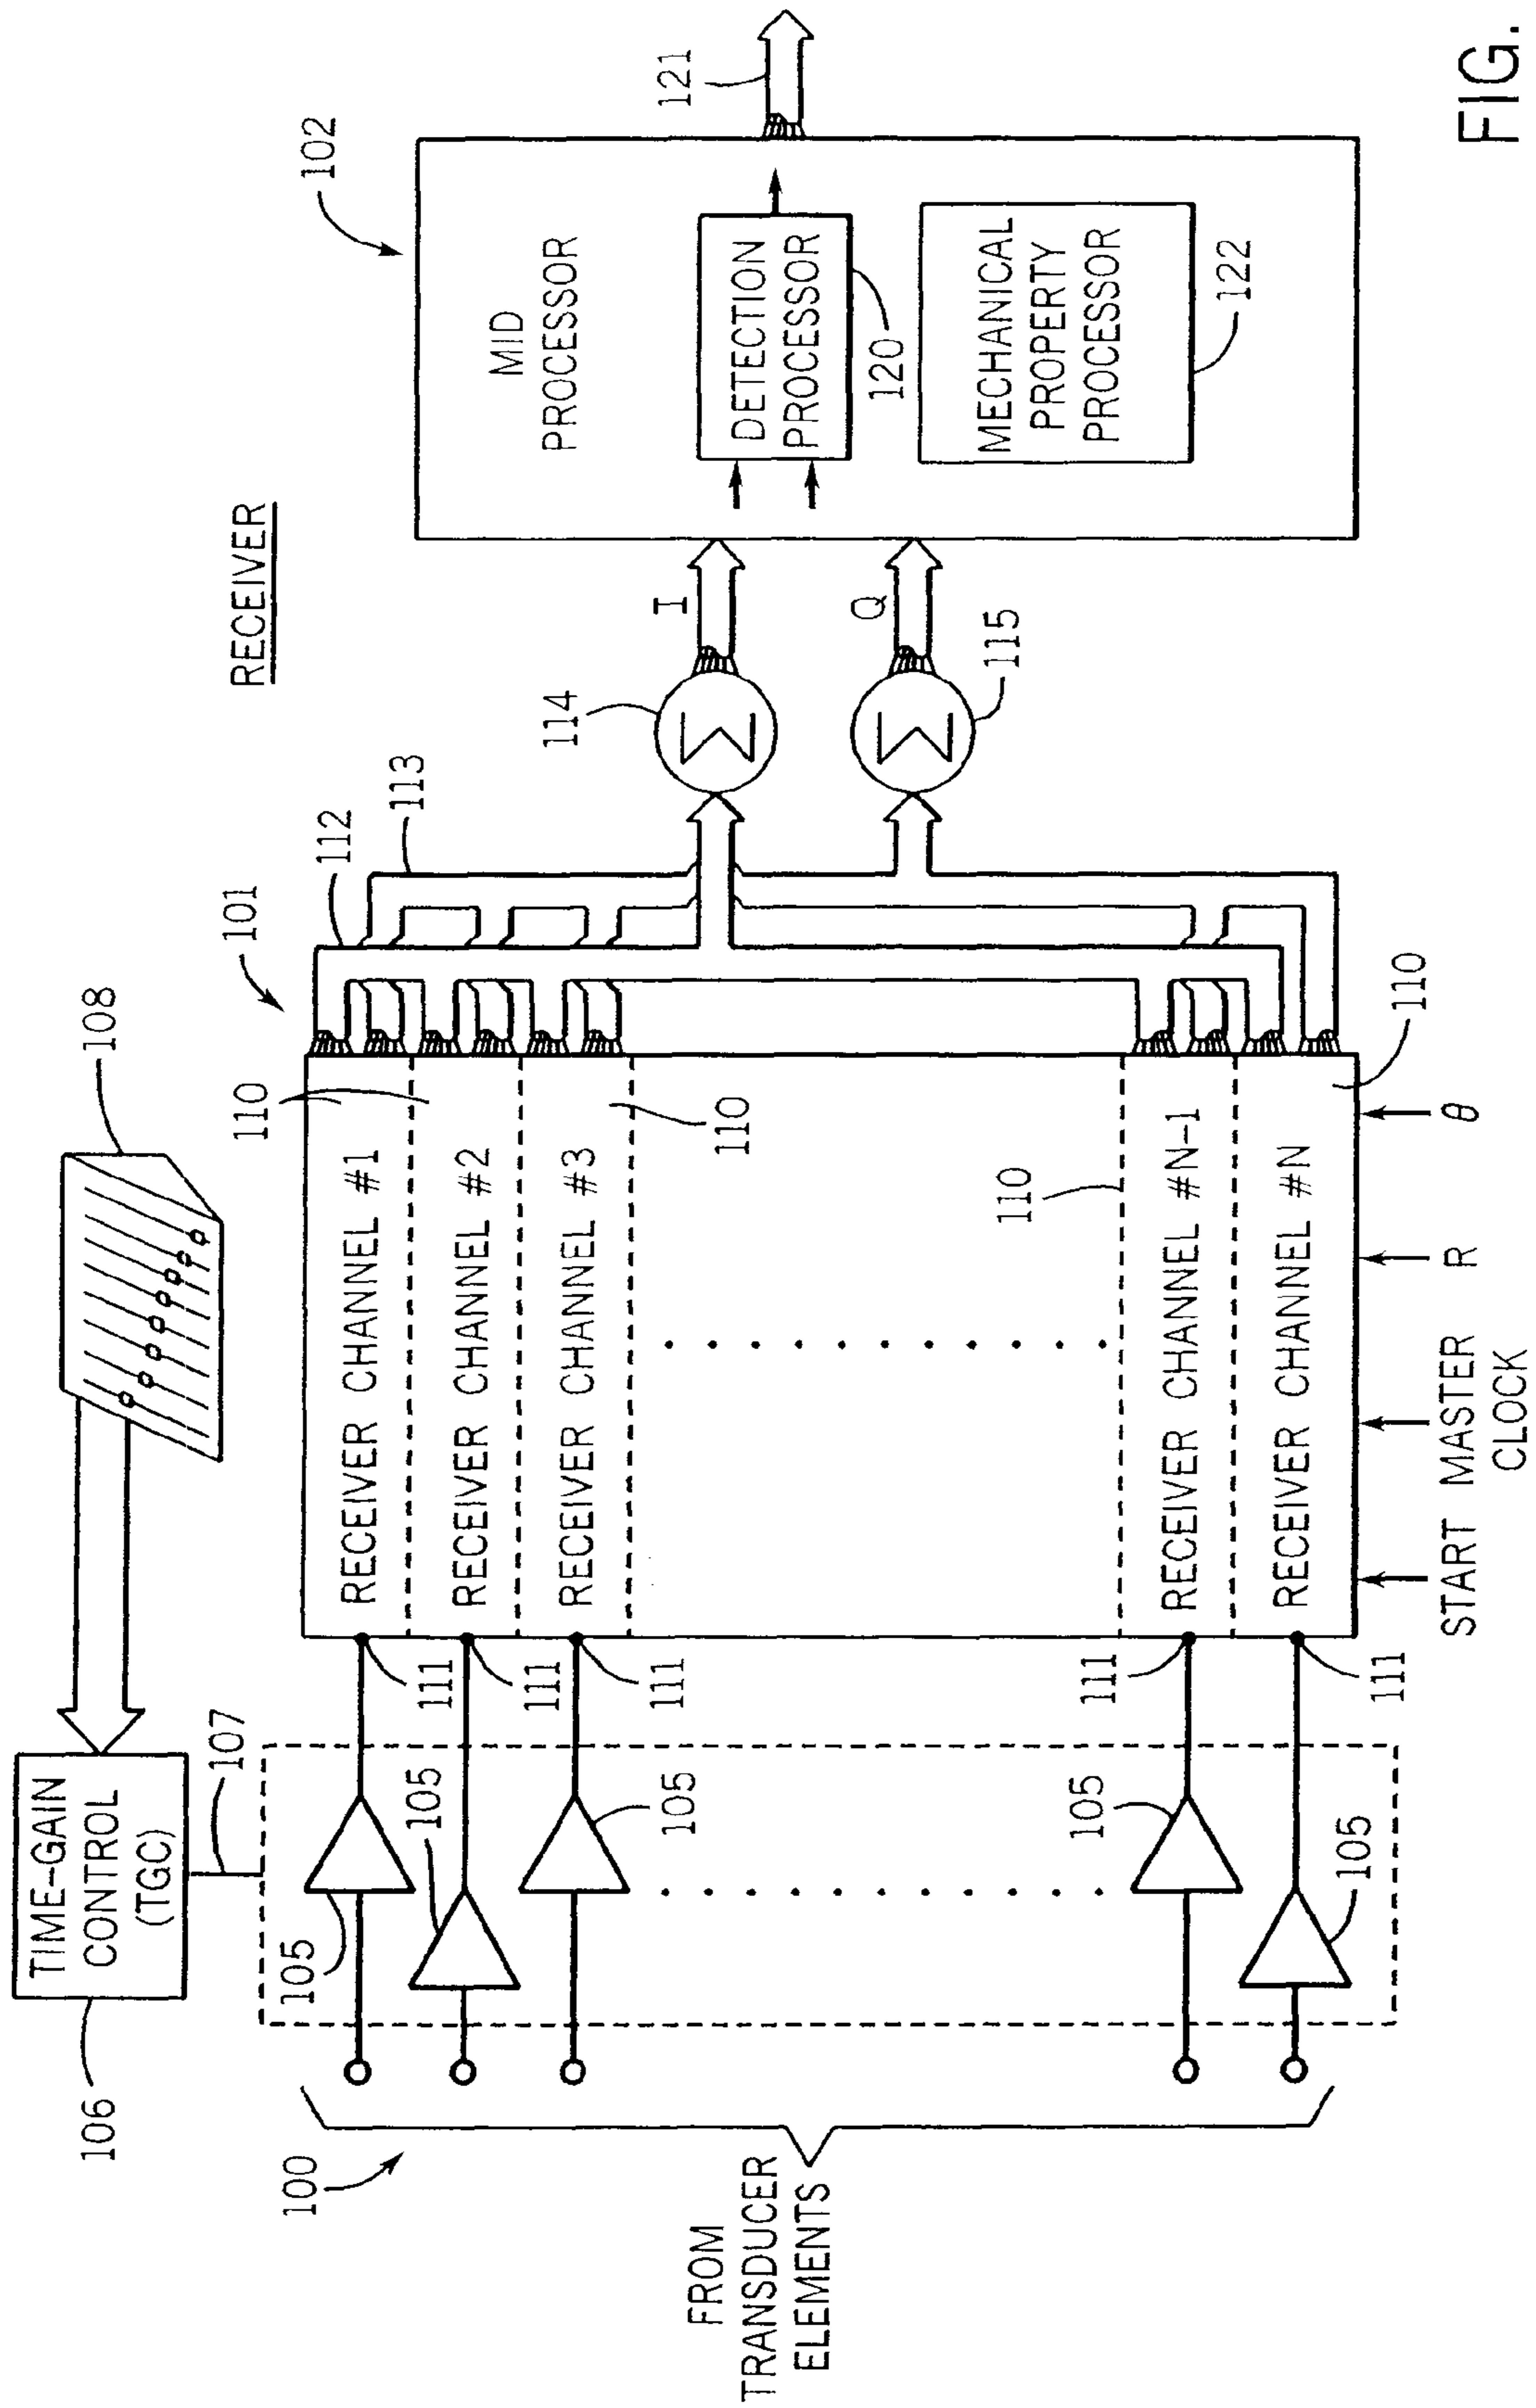 RECEIVER
TIME-GAIN
CONTROL
(TGC)
106
107
108
100
FROM
TRANSDUCER
ELEMENTS
105
105
105
105
105
111
111
111
111
111
101
110
110
110
110
RECEIVER CHANNEL #1
RECEIVER CHANNEL #2
RECEIVER CHANNEL #3
RECEIVER CHANNEL #N-1
RECEIVER CHANNEL #N
START
MASTER
CLOCK
R
θ
112
113
114
Σ
I
115
Σ
Q
102
MID
PROCESSOR
DETECTION
PROCESSOR
120
MECHANICAL
PROPERTY
PROCESSOR
122
121
FIG.